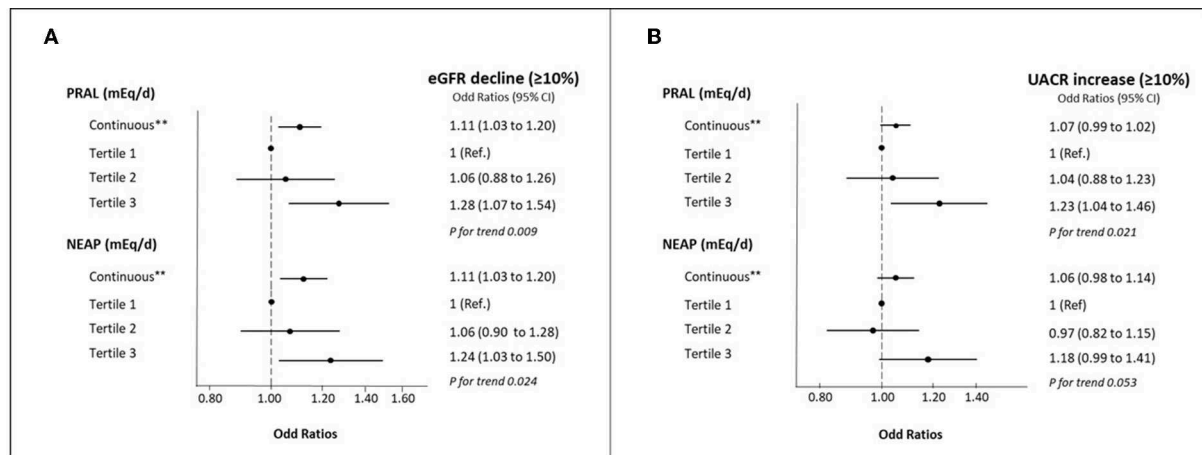 A
eGFR decline (≥10%)
Odd Ratios (95% CI)
PRAL (mEq/d)
Continuous** 1.11 (1.03 to 1.20)
Tertile 1 1 (Ref.)
Tertile 2 1.06 (0.88 to 1.26)
Tertile 3 1.28 (1.07 to 1.54)
P for trend 0.009
NEAP (mEq/d)
Continuous** 1.11 (1.03 to 1.20)
Tertile 1 1 (Ref.)
Tertile 2 1.06 (0.90 to 1.28)
Tertile 3 1.24 (1.03 to 1.50)
P for trend 0.024
0.80 1.00 1.20 1.40 1.60
Odd Ratios
B
UACR increase (≥10%)
Odd Ratios (95% CI)
PRAL (mEq/d)
Continuous** 1.07 (0.99 to 1.02)
Tertile 1 1 (Ref.)
Tertile 2 1.04 (0.88 to 1.23)
Tertile 3 1.23 (1.04 to 1.46)
P for trend 0.021
NEAP (mEq/d)
Continuous** 1.06 (0.98 to 1.14)
Tertile 1 1 (Ref)
Tertile 2 0.97 (0.82 to 1.15)
Tertile 3 1.18 (0.99 to 1.41)
P for trend 0.053
0.80 1.00 1.20 1.40
Odd Ratios